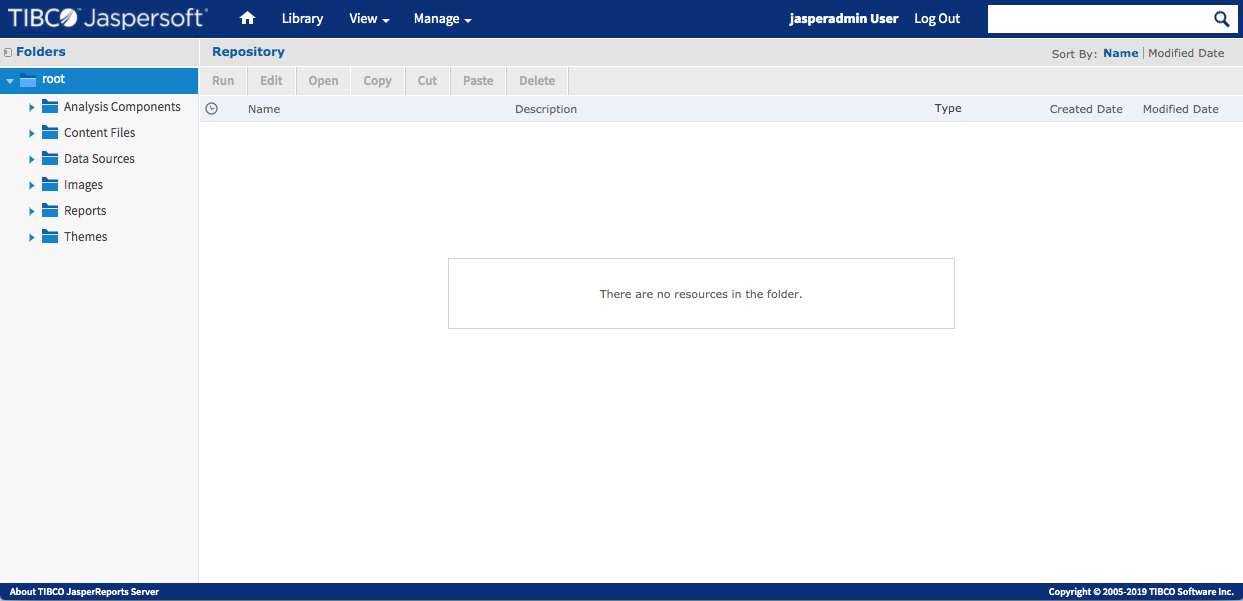 TIBCO Jaspersoft®
Library View Manage jasperadmin User Log Out
Folders
Repository
Sort By: Name | Modified Date
root
Run Edit Open Copy Cut Paste Delete
Name Description Type Created Date Modified Date
Analysis Components
Content Files
Data Sources
Images
Reports
Themes
There are no resources in the folder.
About TIBCO JasperReports Server
Copyright © 2005-2019 TIBCO Software Inc.